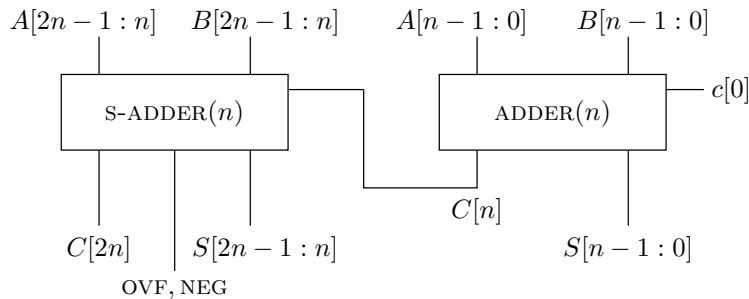 A[2n − 1 : n] B[2n − 1 : n] A[n − 1 : 0] B[n − 1 : 0]
S-ADDER(n) ADDER(n) c[0]
C[n]
C[2n] S[2n − 1 : n] S[n − 1 : 0]
OVF, NEG